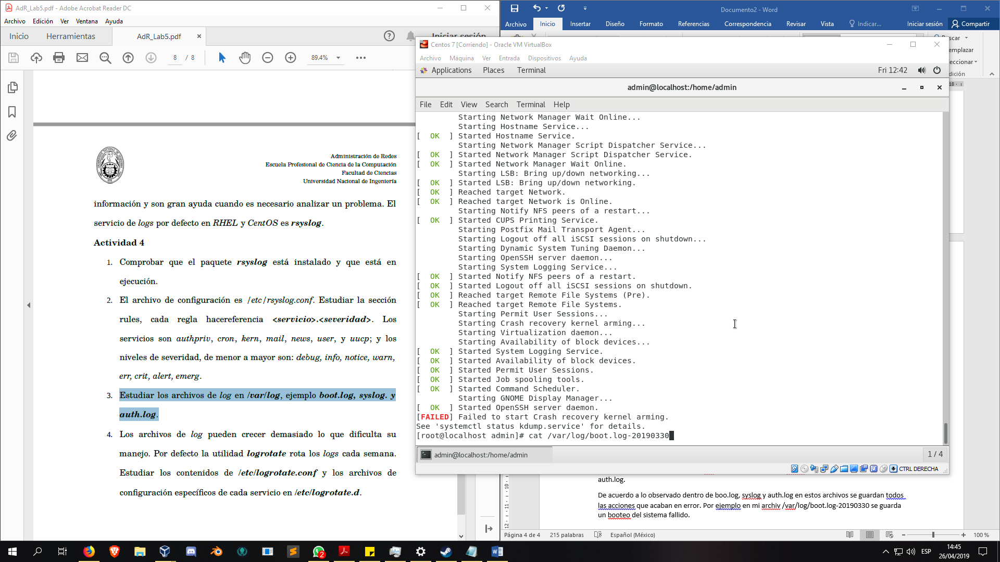 AdR_Lab5.pdf - Adobe Acrobat Reader DC
Archivo Edición Ver Ventana Ayuda
Inicio Herramientas AdR_Lab5.pdf Iniciar sesión
8 / 8 89.4%
Administración de Redes
Escuela Profesional de Ciencia de la Computación
Facultad de Ciencias
Universidad Nacional de Ingeniería
información y son gran ayuda cuando es necesario analizar un problema. El
servicio de logs por defecto en RHEL y CentOS es rsyslog.
Actividad 4
1. Comprobar que el paquete rsyslog está instalado y que está en
ejecución.
2. El archivo de configuración es /etc/rsyslog.conf. Estudiar la sección
rules, cada regla hacereferencia <servicio>.<severidad>. Los
servicios son authpriv, cron, kern, mail, news, user, y uucp; y los
niveles de severidad, de menor a mayor son: debug, info, notice, warn,
err, crit, alert, emerg.
3. Estudiar los archivos de log en /var/log, ejemplo boot.log, syslog. y
auth.log.
4. Los archivos de log pueden crecer demasiado lo que dificulta su
manejo. Por defecto la utilidad logrotate rota los logs cada semana.
Estudiar los contenidos de /etc/logrotate.conf y los archivos de
configuración específicos de cada servicio en /etc/logrotate.d.
Documento2 - Word
Archivo Inicio Insertar Diseño Formato Referencias Correspondencia Revisar Vista Indicar... Iniciar sesión Compartir
scar
emplazar
eccionar
dición
18
Centos 7 [Corriendo] - Oracle VM VirtualBox
Archivo Máquina Ver Entrada Dispositivos Ayuda
Applications Places Terminal Fri 12:42
admin@localhost:/home/admin
File Edit View Search Terminal Help
Starting Network Manager Wait Online...
Starting Hostname Service...
[  OK  ] Started Hostname Service.
Starting Network Manager Script Dispatcher Service...
[  OK  ] Started Network Manager Script Dispatcher Service.
[  OK  ] Started Network Manager Wait Online.
Starting LSB: Bring up/down networking...
[  OK  ] Started LSB: Bring up/down networking.
[  OK  ] Reached target Network.
[  OK  ] Reached target Network is Online.
Starting Notify NFS peers of a restart...
[  OK  ] Started CUPS Printing Service.
Starting Postfix Mail Transport Agent...
Starting Logout off all iSCSI sessions on shutdown...
Starting Dynamic System Tuning Daemon...
Starting OpenSSH server daemon...
Starting System Logging Service...
[  OK  ] Started Notify NFS peers of a restart.
[  OK  ] Started Logout off all iSCSI sessions on shutdown.
[  OK  ] Reached target Remote File Systems (Pre).
[  OK  ] Reached target Remote File Systems.
Starting Permit User Sessions...
Starting Crash recovery kernel arming...
Starting Virtualization daemon...
Starting Availability of block devices...
[  OK  ] Started System Logging Service.
[  OK  ] Started Availability of block devices.
[  OK  ] Started Permit User Sessions.
[  OK  ] Started Job spooling tools.
[  OK  ] Started Command Scheduler.
Starting GNOME Display Manager...
[  OK  ] Started OpenSSH server daemon.
[FAILED] Failed to start Crash recovery kernel arming.
See 'systemctl status kdump.service' for details.
[root@localhost admin]# cat /var/log/boot.log-20190330
admin@localhost:/home/admin 1 / 4
CTRL DERECHA
auth.log.
De acuerdo a lo observado dentro de boo.log, syslog y auth.log en estos archivos se guardan todos
las acciones que acaban en error. Por ejemplo en mi archiv /var/log/boot.log-20190330 se guarda
un booteo del sistema fallido.
Página 4 de 4 215 palabras Español (México) 100 %
2 ESP 14:45
26/04/2019